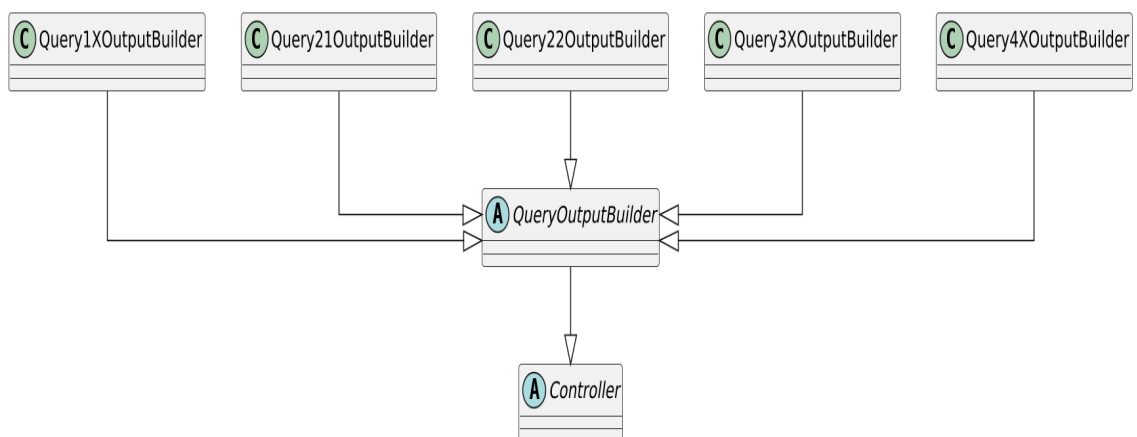 C Query1XOutputBuilder
C Query21OutputBuilder
C Query22OutputBuilder
C Query3XOutputBuilder
C Query4XOutputBuilder
A QueryOutputBuilder
A Controller